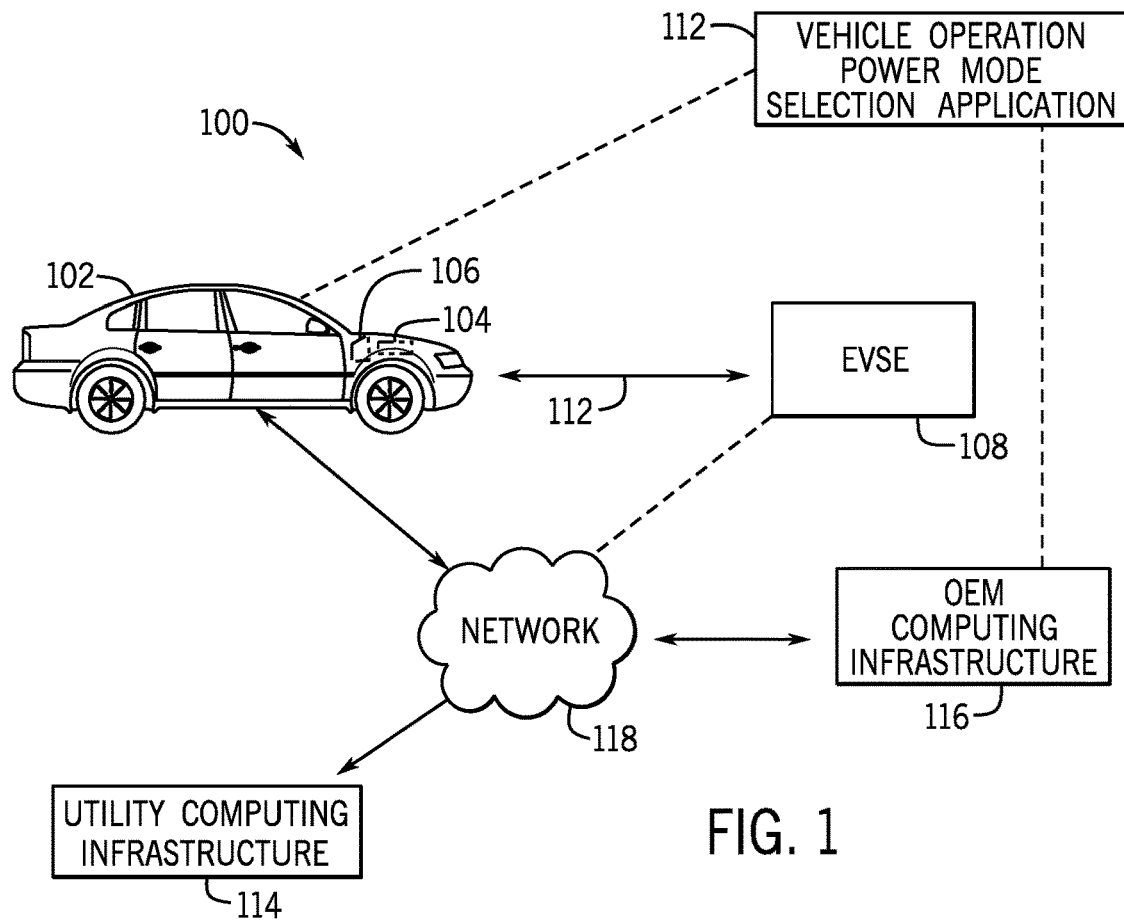 112
VEHICLE OPERATION
POWER MODE
SELECTION APPLICATION
100
102
106
104
EVSE
112
108
NETWORK
OEM
COMPUTING
INFRASTRUCTURE
118
116
UTILITY COMPUTING
INFRASTRUCTURE
114
FIG. 1